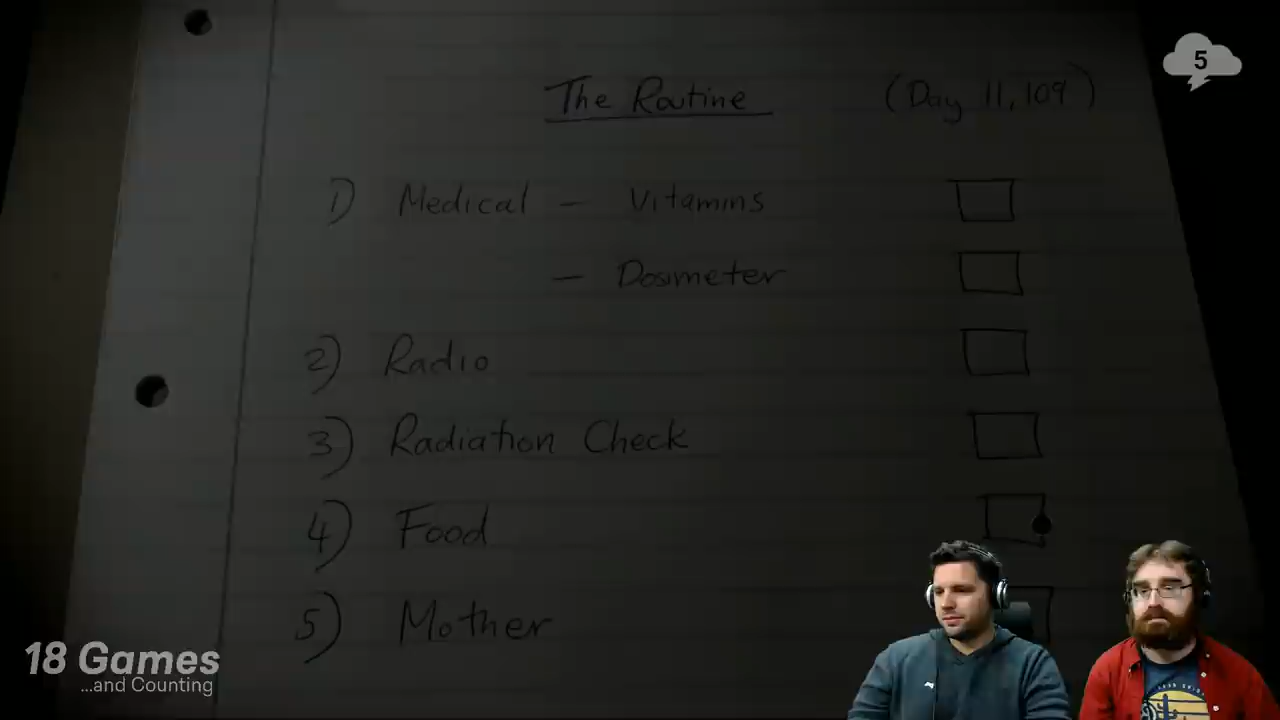 5
The Routine (Day 11,109)
1) Medical - Vitamins
- Dosimeter
2) Radio
3) Radiation Check
4) Food
5) Mother
18 Games
...and Counting